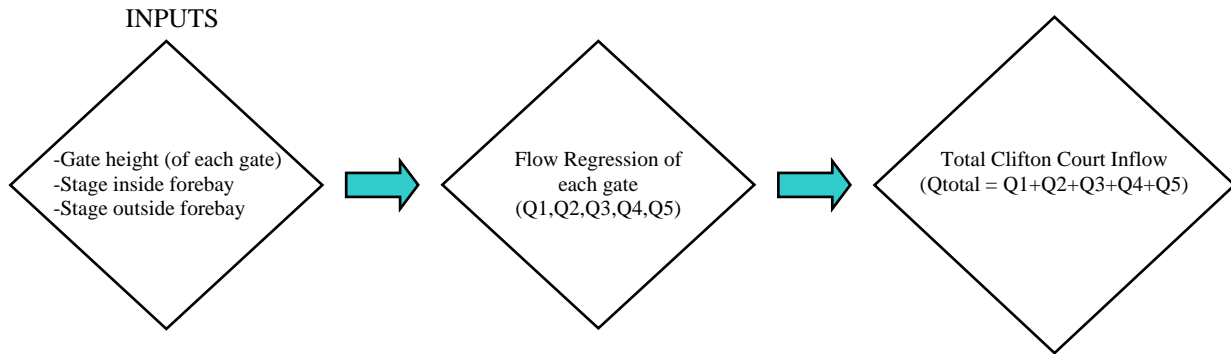 INPUTS
-Gate height (of each gate)
-Stage inside forebay
-Stage outside forebay
Flow Regression of
each gate
(Q1,Q2,Q3,Q4,Q5)
Total Clifton Court Inflow
(Qtotal = Q1+Q2+Q3+Q4+Q5)